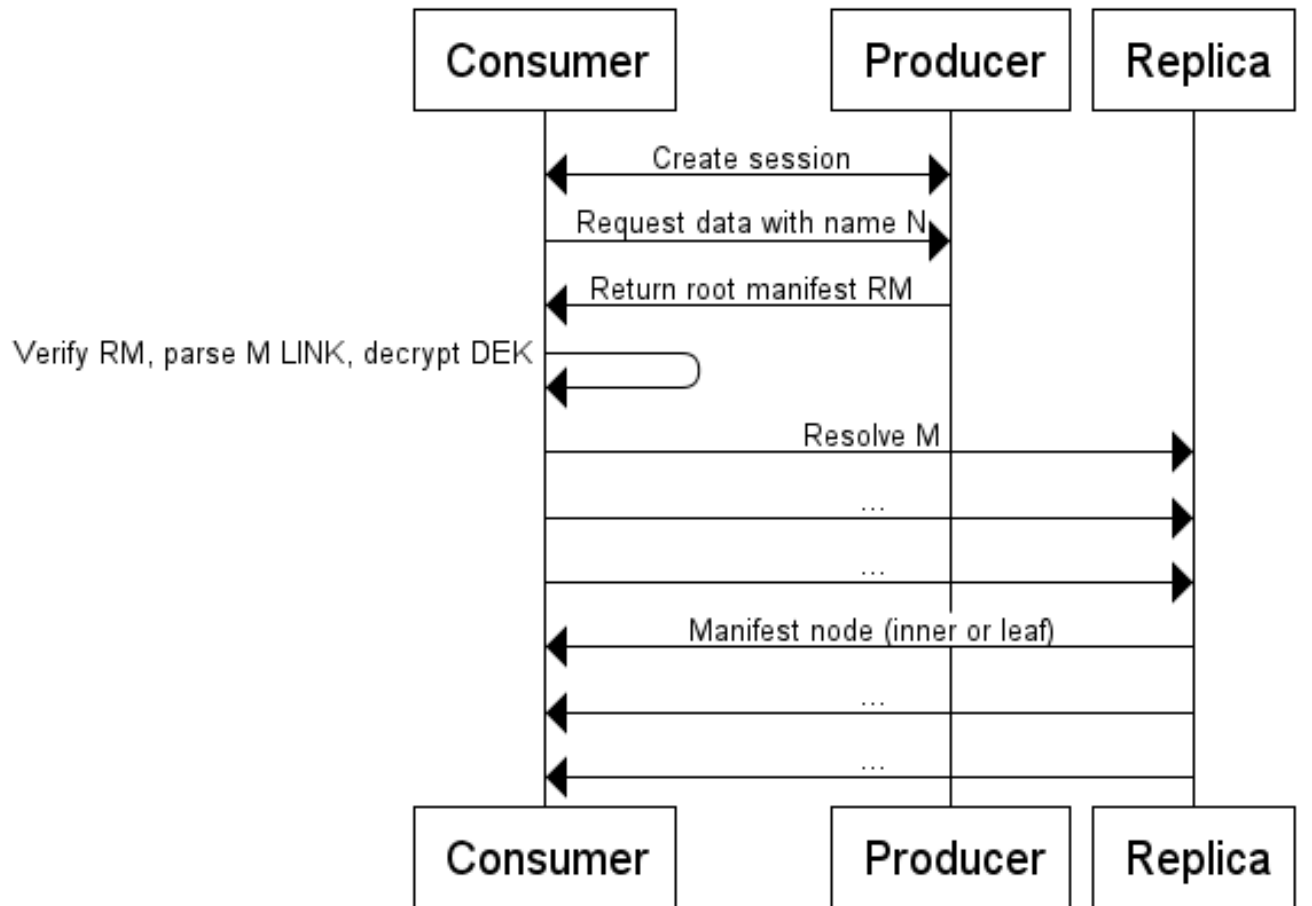 Consumer Producer Replica
Create session
Request data with name N
Return root manifest RM
Verify RM, parse M LINK, decrypt DEK
Resolve M
...
...
Manifest node (inner or leaf)
...
...
Consumer Producer Replica